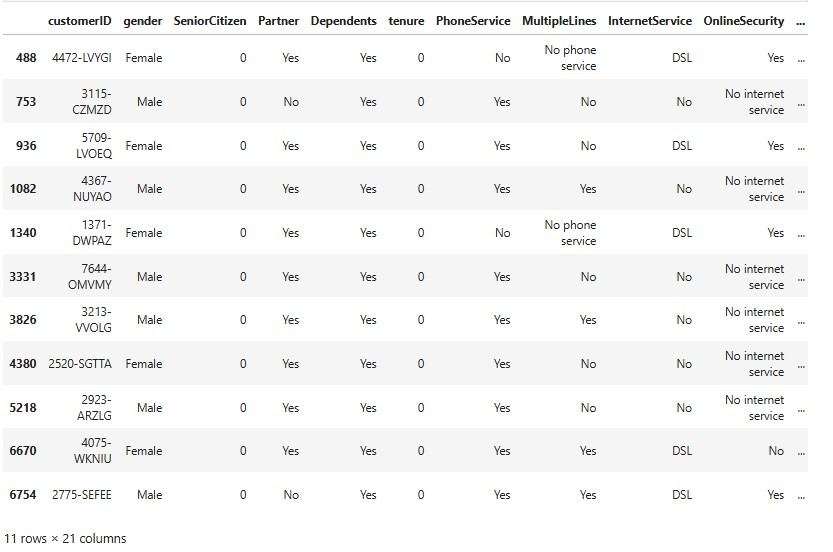 customerID gender SeniorCitizen Partner Dependents tenure PhoneService MultipleLines InternetService OnlineSecurity ...
488 4472-LVYGI Female 0 Yes Yes 0 No No phone service DSL Yes ...
753 3115-CZMZD Male 0 No Yes 0 Yes No No No internet service ...
936 5709-LVOEQ Female 0 Yes Yes 0 Yes No DSL Yes ...
1082 4367-NUYAO Male 0 Yes Yes 0 Yes Yes No No internet service ...
1340 1371-DWPAZ Female 0 Yes Yes 0 No No phone service DSL Yes ...
3331 7644-OMVMY Male 0 Yes Yes 0 Yes No No No internet service ...
3826 3213-VVOLG Male 0 Yes Yes 0 Yes Yes No No internet service ...
4380 2520-SGTTA Female 0 Yes Yes 0 Yes No No No internet service ...
5218 2923-ARZLG Male 0 Yes Yes 0 Yes No No No internet service ...
6670 4075-WKNIU Female 0 Yes Yes 0 Yes Yes DSL No ...
6754 2775-SEFEE Male 0 No Yes 0 Yes Yes DSL Yes ...
11 rows × 21 columns